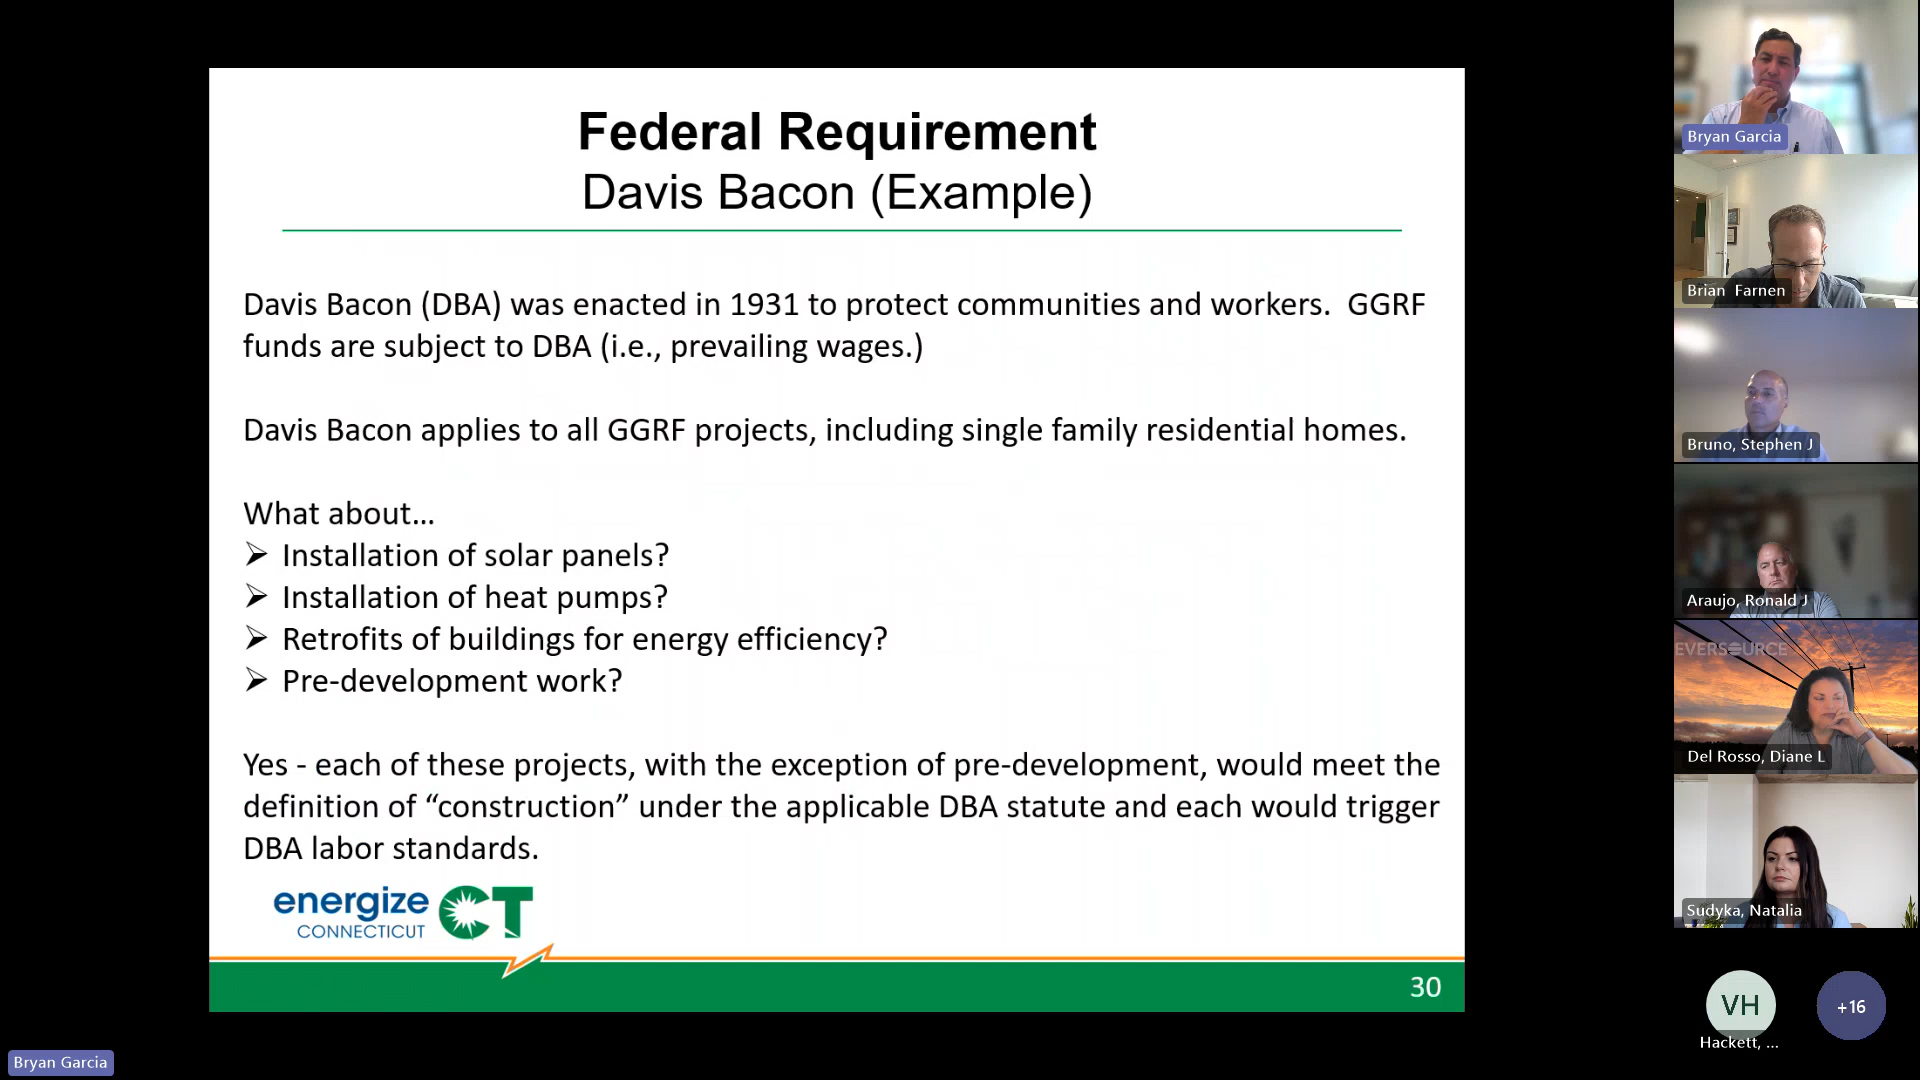 Federal Requirement
Davis Bacon (Example)
Davis Bacon (DBA) was enacted in 1931 to protect communities and workers.  GGRF
funds are subject to DBA (i.e., prevailing wages.)
Davis Bacon applies to all GGRF projects, including single family residential homes.
What about…
➢ Installation of solar panels?
➢ Installation of heat pumps?
➢ Retrofits of buildings for energy efficiency?
➢ Pre-development work?
Yes - each of these projects, with the exception of pre-development, would meet the
definition of “construction” under the applicable DBA statute and each would trigger
DBA labor standards.
energize CT
CONNECTICUT
30
Bryan Garcia
Bryan Garcia
Brian  Farnen
Bruno, Stephen J
Araujo, Ronald J
EVERSOURCE
Del Rosso, Diane L
Sudyka, Natalia
VH
+16
Hackett, ...